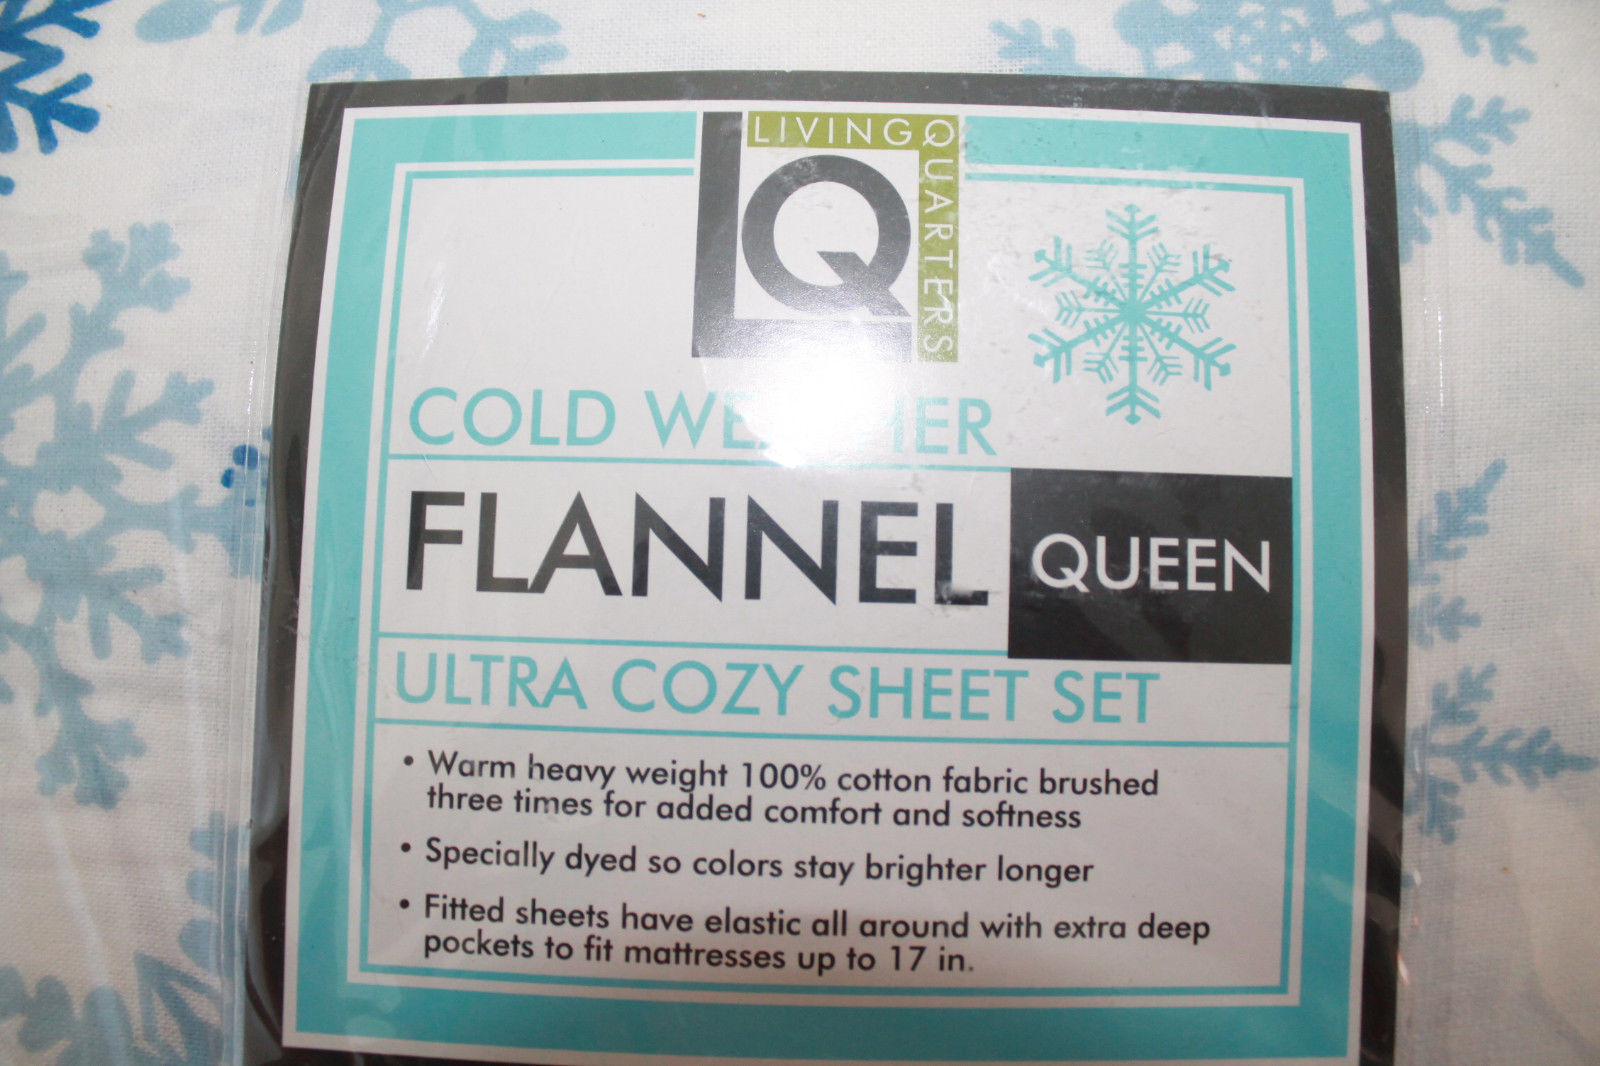 LIVING QUARTERS
LQ
COLD WEATHER
FLANNEL
QUEEN
ULTRA COZY SHEET SET
• Warm heavy weight 100% cotton fabric brushed
three times for added comfort and softness
• Specially dyed so colors stay brighter longer
• Fitted sheets have elastic all around with extra deep
pockets to fit mattresses up to 17 in.